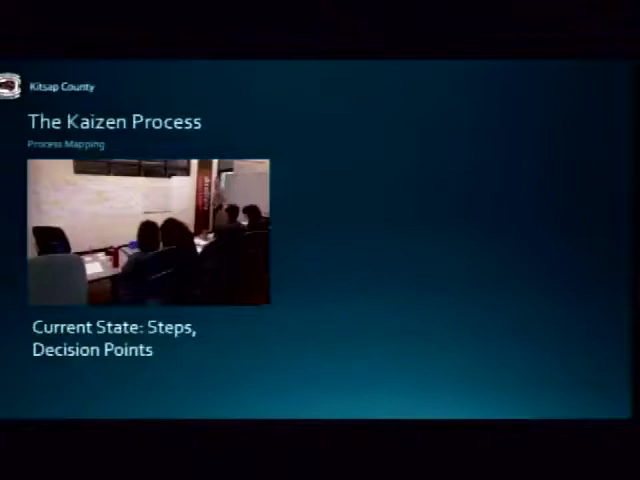 Kitsap County
The Kaizen Process
Process Mapping
Current State: Steps,
Decision Points